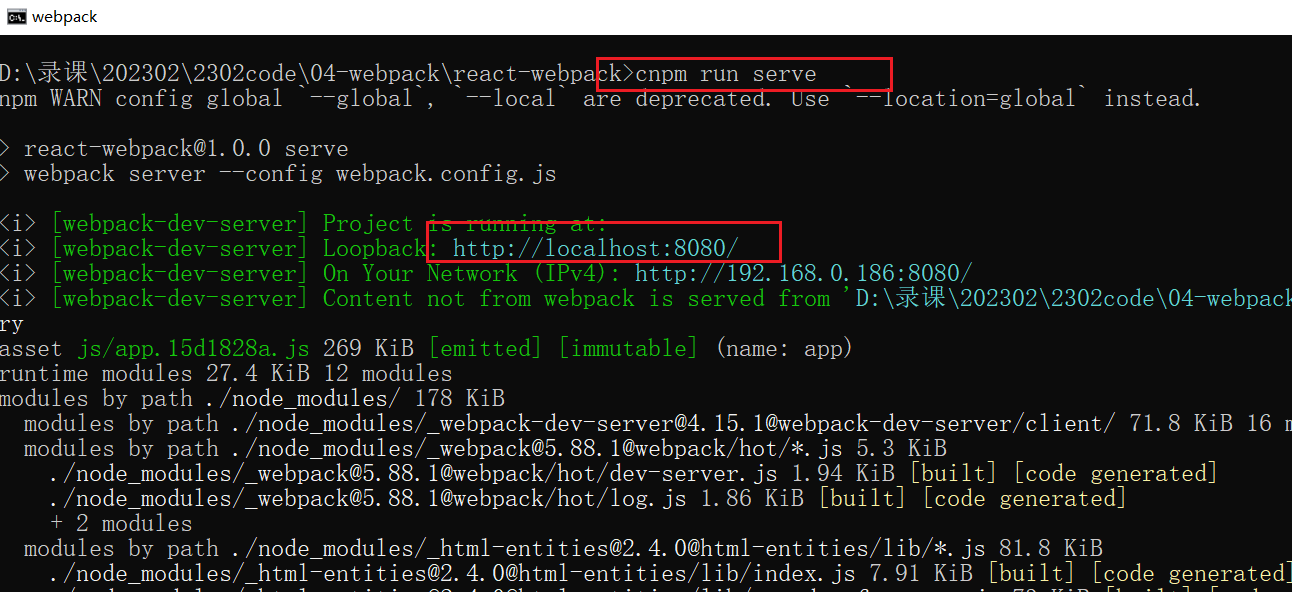 webpack
D:\录课\202302\2302code\04-webpack\react-webpack>cnpm run serve
npm WARN config global `--global`, `--local` are deprecated. Use `--location=global` instead.
> react-webpack@1.0.0 serve
> webpack server --config webpack.config.js
<i> [webpack-dev-server] Project is running at:
<i> [webpack-dev-server] Loopback: http://localhost:8080/
<i> [webpack-dev-server] On Your Network (IPv4): http://192.168.0.186:8080/
<i> [webpack-dev-server] Content not from webpack is served from 'D:\录课\202302\2302code\04-webpack
ry
asset js/app.15d1828a.js 269 KiB [emitted] [immutable] (name: app)
runtime modules 27.4 KiB 12 modules
modules by path ./node_modules/ 178 KiB
modules by path ./node_modules/_webpack-dev-server@4.15.1@webpack-dev-server/client/ 71.8 KiB 16 m
modules by path ./node_modules/_webpack@5.88.1@webpack/hot/*.js 5.3 KiB
./node_modules/_webpack@5.88.1@webpack/hot/dev-server.js 1.94 KiB [built] [code generated]
./node_modules/_webpack@5.88.1@webpack/hot/log.js 1.86 KiB [built] [code generated]
+ 2 modules
modules by path ./node_modules/_html-entities@2.4.0@html-entities/lib/*.js 81.8 KiB
./node_modules/_html-entities@2.4.0@html-entities/lib/index.js 7.91 KiB [built] [code generated]